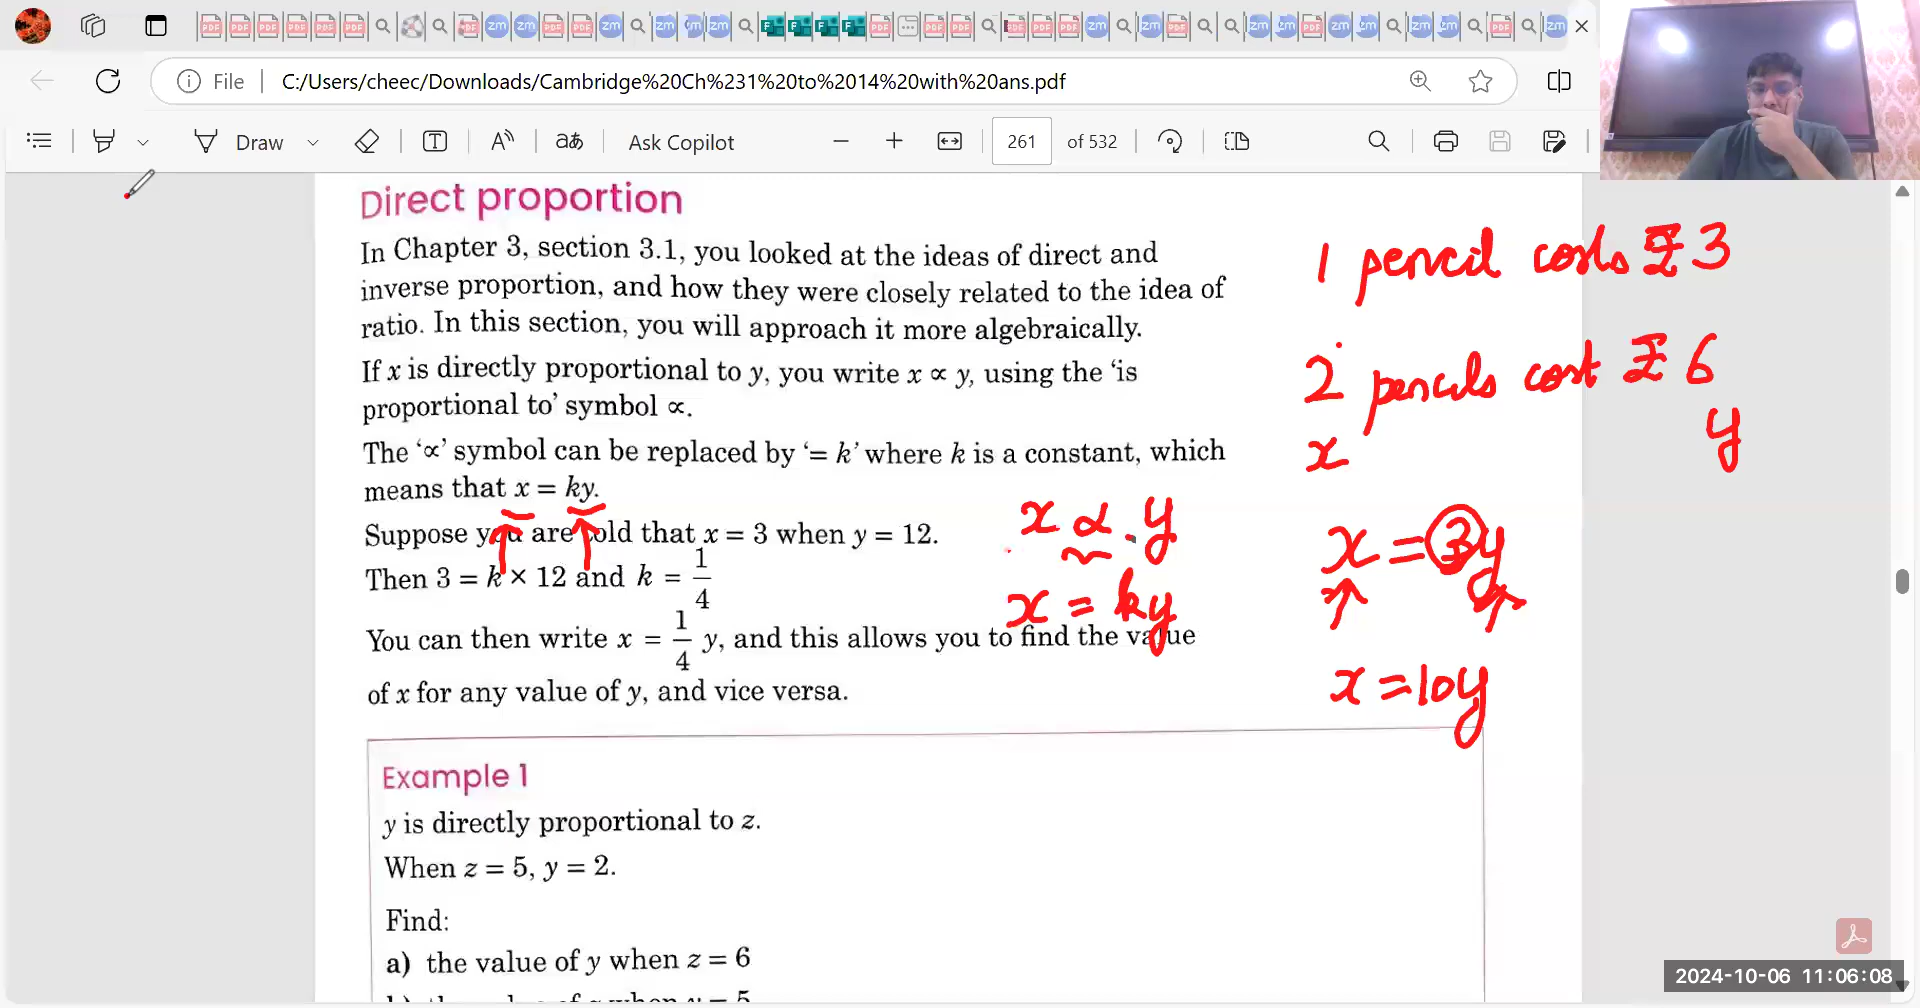 File
C:/Users/cheec/Downloads/Cambridge%20Ch%231%20to%2014%20with%20ans.pdf
Draw
Ask Copilot
261 of 532
Direct proportion
In Chapter 3, section 3.1, you looked at the ideas of direct and
inverse proportion, and how they were closely related to the idea of
ratio. In this section, you will approach it more algebraically.
If x is directly proportional to y, you write x ∝ y, using the ‘is
proportional to’ symbol ∝.
The ‘∝’ symbol can be replaced by ‘= k’ where k is a constant, which
means that x = ky.
Suppose you are told that x = 3 when y = 12.
Then 3 = k × 12 and k = 1/4
You can then write x = 1/4 y, and this allows you to find the value
of x for any value of y, and vice versa.
Example 1
y is directly proportional to z.
When z = 5, y = 2.
Find:
a) the value of y when z = 6
1 pencil costs ₹ 3
2 pencils cost ₹ 6
x y
x ∝ y
x = ky
x = 3y
x = 10y
2024-10-06 11:06:08